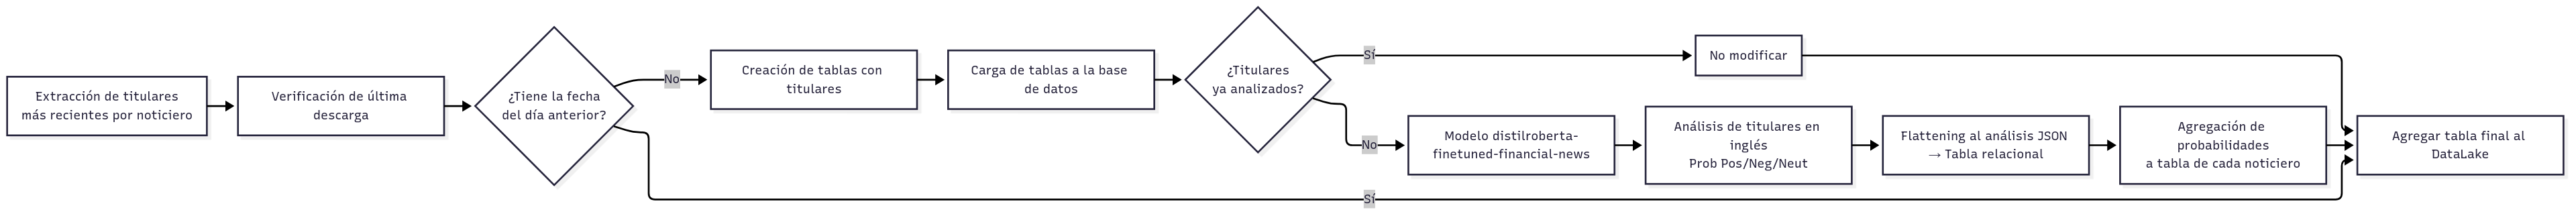 Extracción de titulares
más recientes por noticiero
Verificación de última
descarga
¿Tiene la fecha
del día anterior?
No
Creación de tablas con
titulares
Carga de tablas a la base
de datos
¿Titulares
ya analizados?
Sí
No modificar
No
Modelo distilroberta-
finetuned-financial-news
Análisis de titulares en
inglés
Prob Pos/Neg/Neut
Flattening al análisis JSON
→ Tabla relacional
Agregación de
probabilidades
a tabla de cada noticiero
Sí
Agregar tabla final al
DataLake